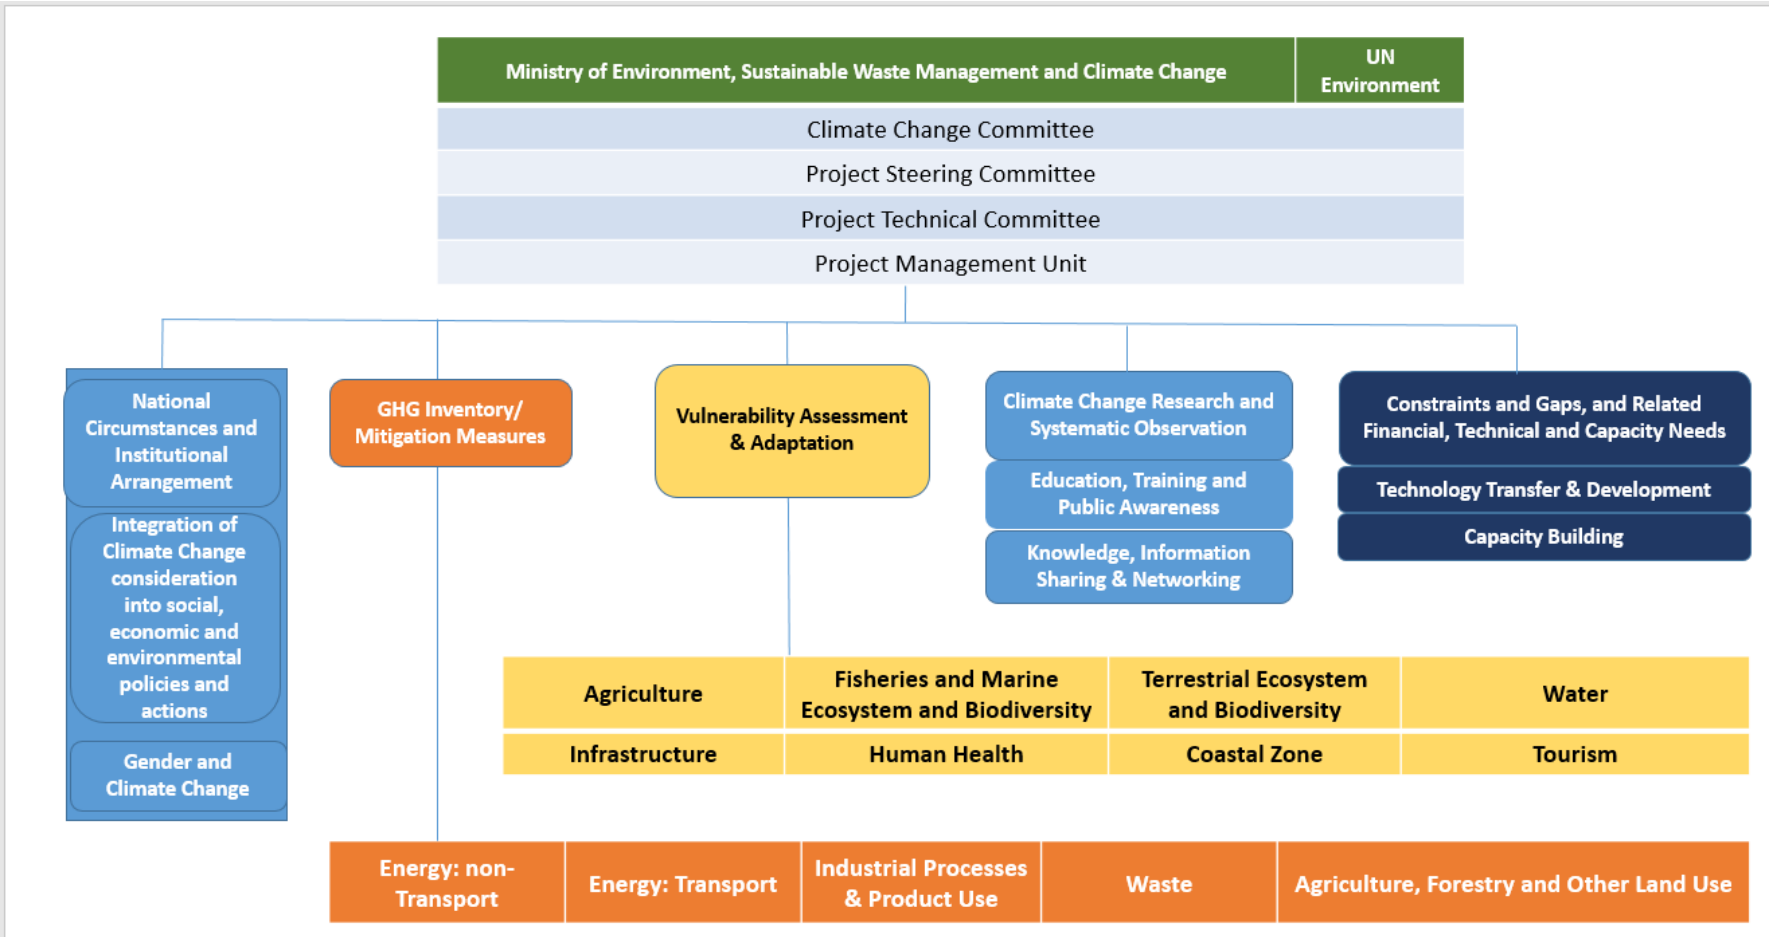 Ministry of Environment, Sustainable Waste Management and Climate Change
UN
Environment
Climate Change Committee
Project Steering Committee
Project Technical Committee
Project Management Unit
National
Circumstances and
Institutional
Arrangement
Integration of
Climate Change
consideration
into social,
economic and
environmental
policies and
actions
Gender and
Climate Change
GHG Inventory/
Mitigation Measures
Vulnerability Assessment
& Adaptation
Climate Change Research and
Systematic Observation
Education, Training and
Public Awareness
Knowledge, Information
Sharing & Networking
Constraints and Gaps, and Related
Financial, Technical and Capacity Needs
Technology Transfer & Development
Capacity Building
Agriculture
Fisheries and Marine
Ecosystem and Biodiversity
Terrestrial Ecosystem
and Biodiversity
Water
Infrastructure
Human Health
Coastal Zone
Tourism
Energy: non-
Transport
Energy: Transport
Industrial Processes
& Product Use
Waste
Agriculture, Forestry and Other Land Use